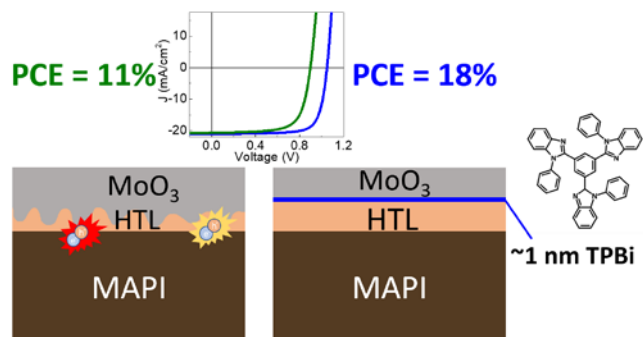 PCE = 11%
PCE = 18%
J (mA/cm²)
10
0
-10
-20
0.0
0.4
0.8
1.2
Voltage (V)
MoO₃
HTL
MAPI
MoO₃
HTL
MAPI
N
N
N
N
N
N
~1 nm TPBi